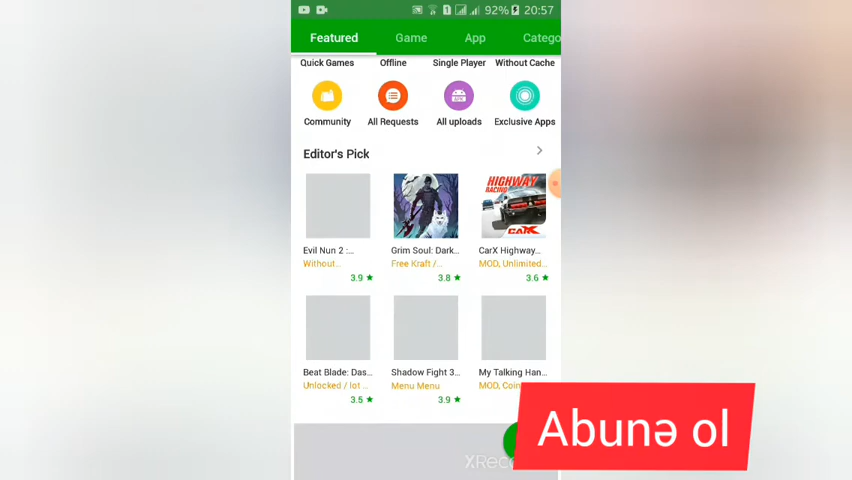 92% 20:57
Featured Game App Catego
Quick Games Offline Single Player Without Cache
Community All Requests All uploads Exclusive Apps
Editor's Pick
HIGHWAY
RACING
CARX
Evil Nun 2 :... Grim Soul: Dark... CarX Highway...
Without.. Free Kraft /... MOD, Unlimited..
3.9 ★ 3.8 ★ 3.6 ★
Beat Blade: Das... Shadow Fight 3... My Talking Han...
Unlocked / lot ... Menu Menu MOD, Coin
3.5 ★ 3.9 ★
Abunə ol
XRec